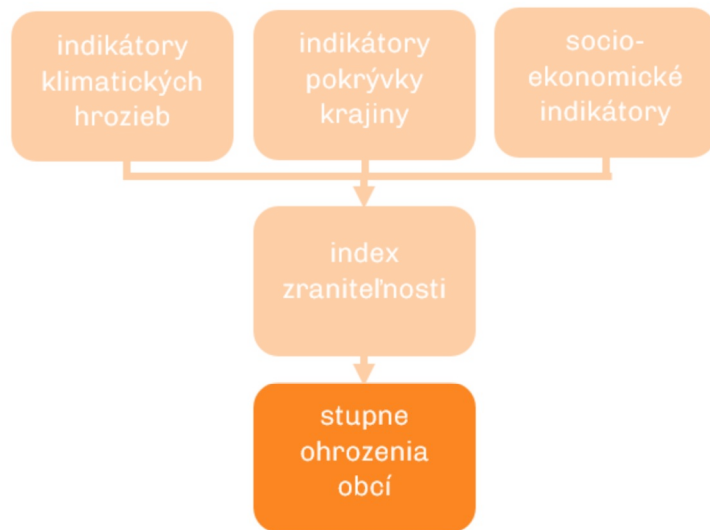 indikátory
klimatických
hrozieb
indikátory
pokrývky
krajiny
socio-
ekonomické
indikátory
index
zraniteľnosti
stupne
ohrozenia
obcí